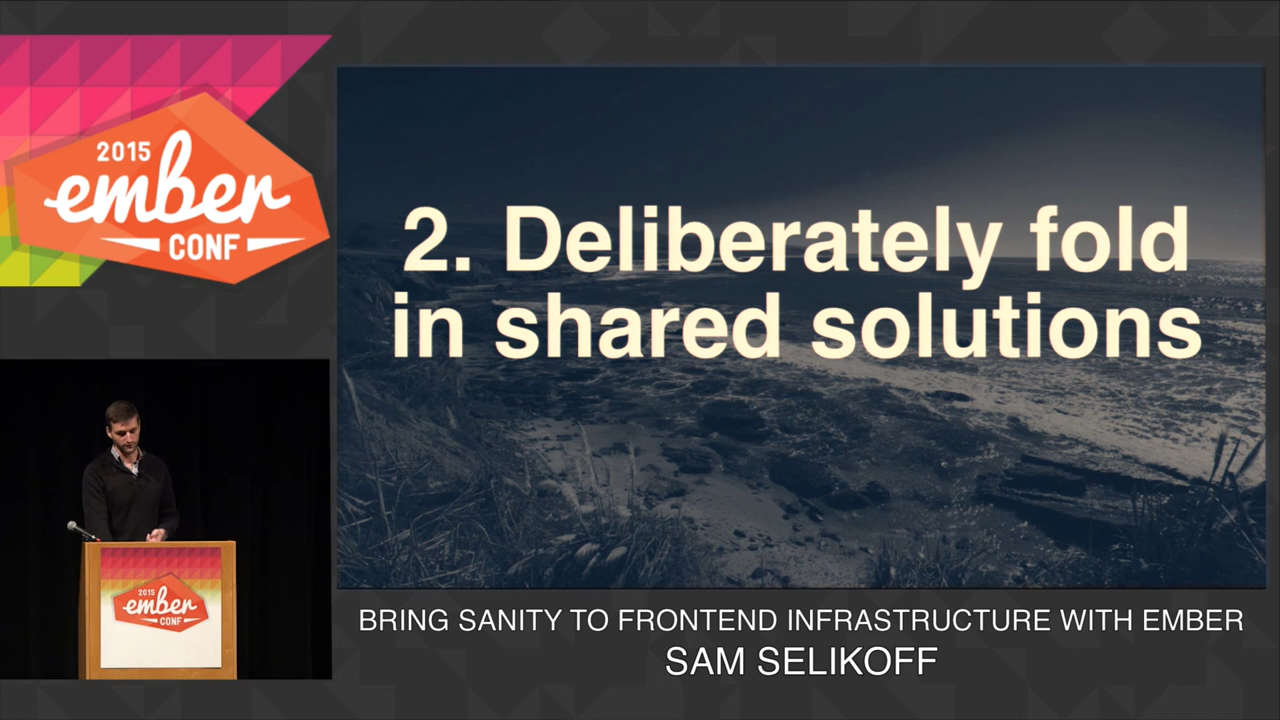 2015
ember
CONF
2. Deliberately fold
in shared solutions
2015
ember
CONF
BRING SANITY TO FRONTEND INFRASTRUCTURE WITH EMBER
SAM SELIKOFF